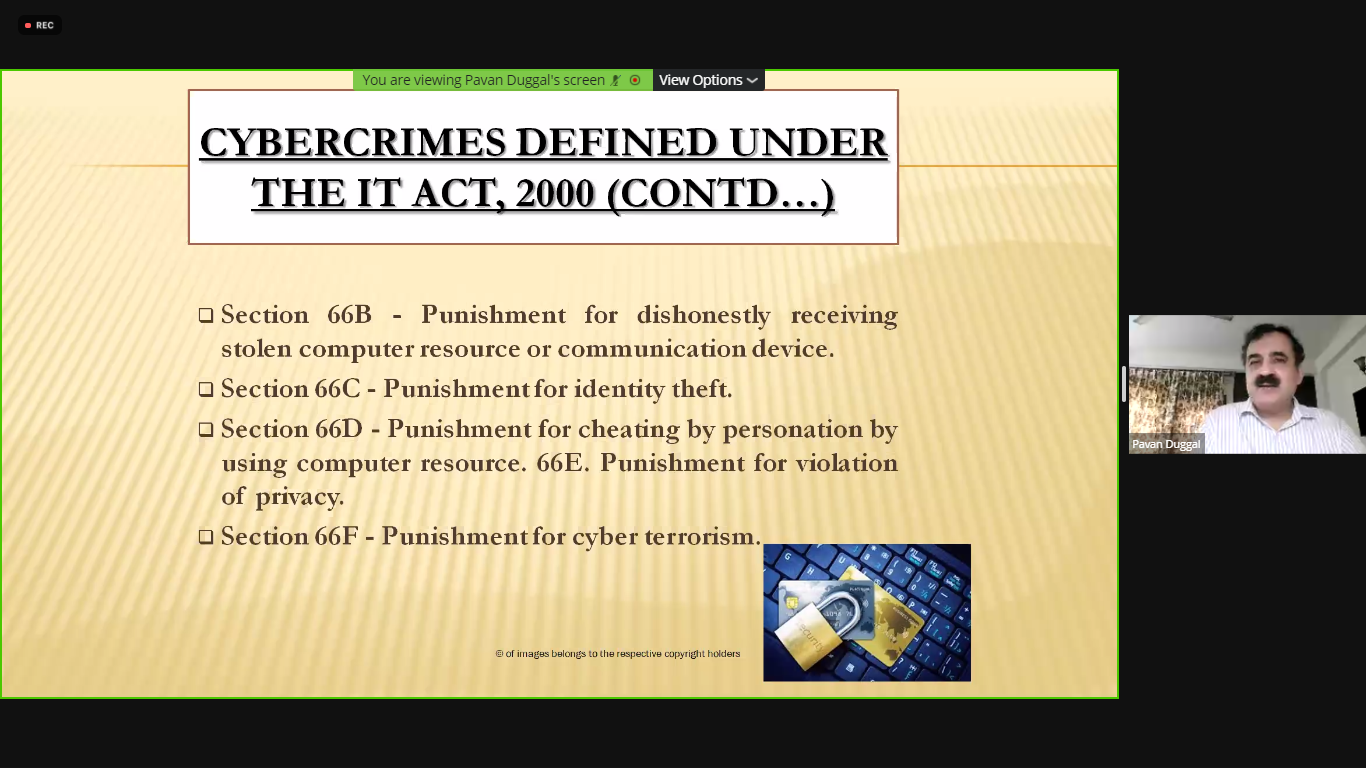 REC
You are viewing Pavan Duggal's screen
View Options
CYBERCRIMES DEFINED UNDER
THE IT ACT, 2000 (CONTD…)
Section 66B - Punishment for dishonestly receiving
stolen computer resource or communication device.
Section 66C - Punishment for identity theft.
Section 66D - Punishment for cheating by personation by
using computer resource. 66E. Punishment for violation
of privacy.
Section 66F - Punishment for cyber terrorism.
© of images belongs to the respective copyright holders
Security
Pavan Duggal